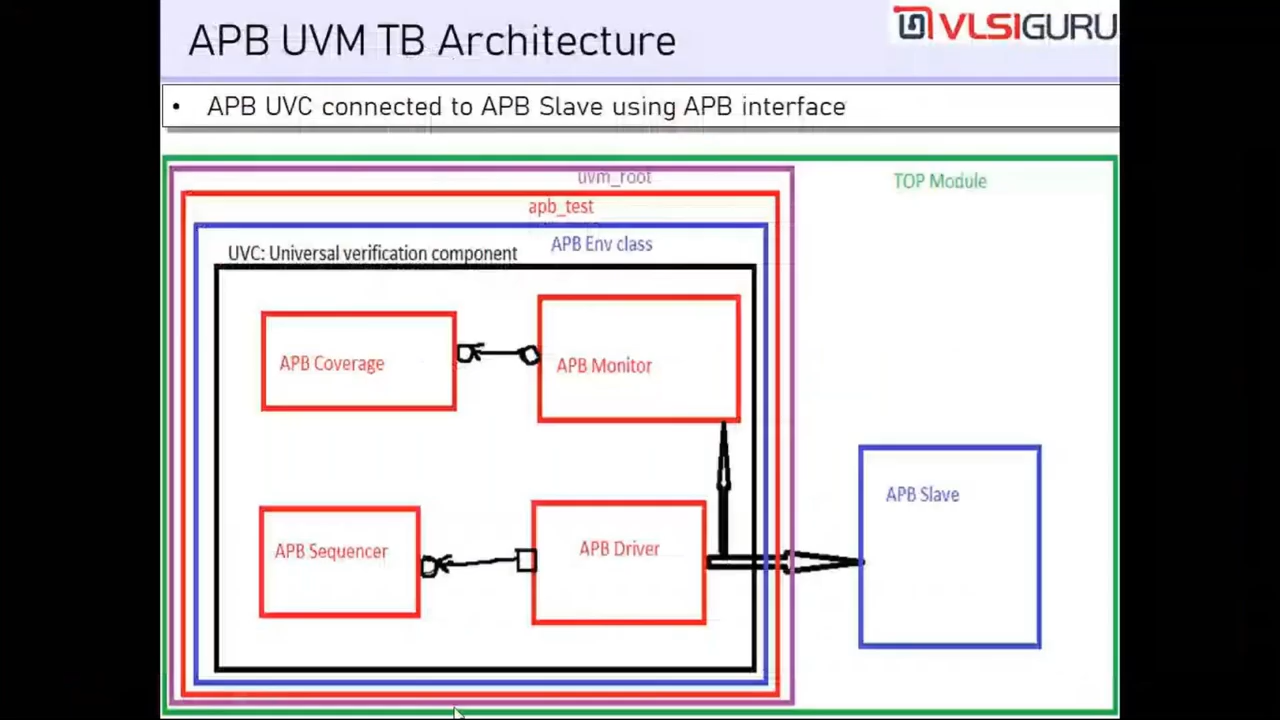 APB UVM TB Architecture
VLSIGURU
• APB UVC connected to APB Slave using APB interface
uvm_root
TOP Module
apb_test
APB Env class
UVC: Universal verification component
APB Coverage
APB Monitor
APB Slave
APB Sequencer
APB Driver